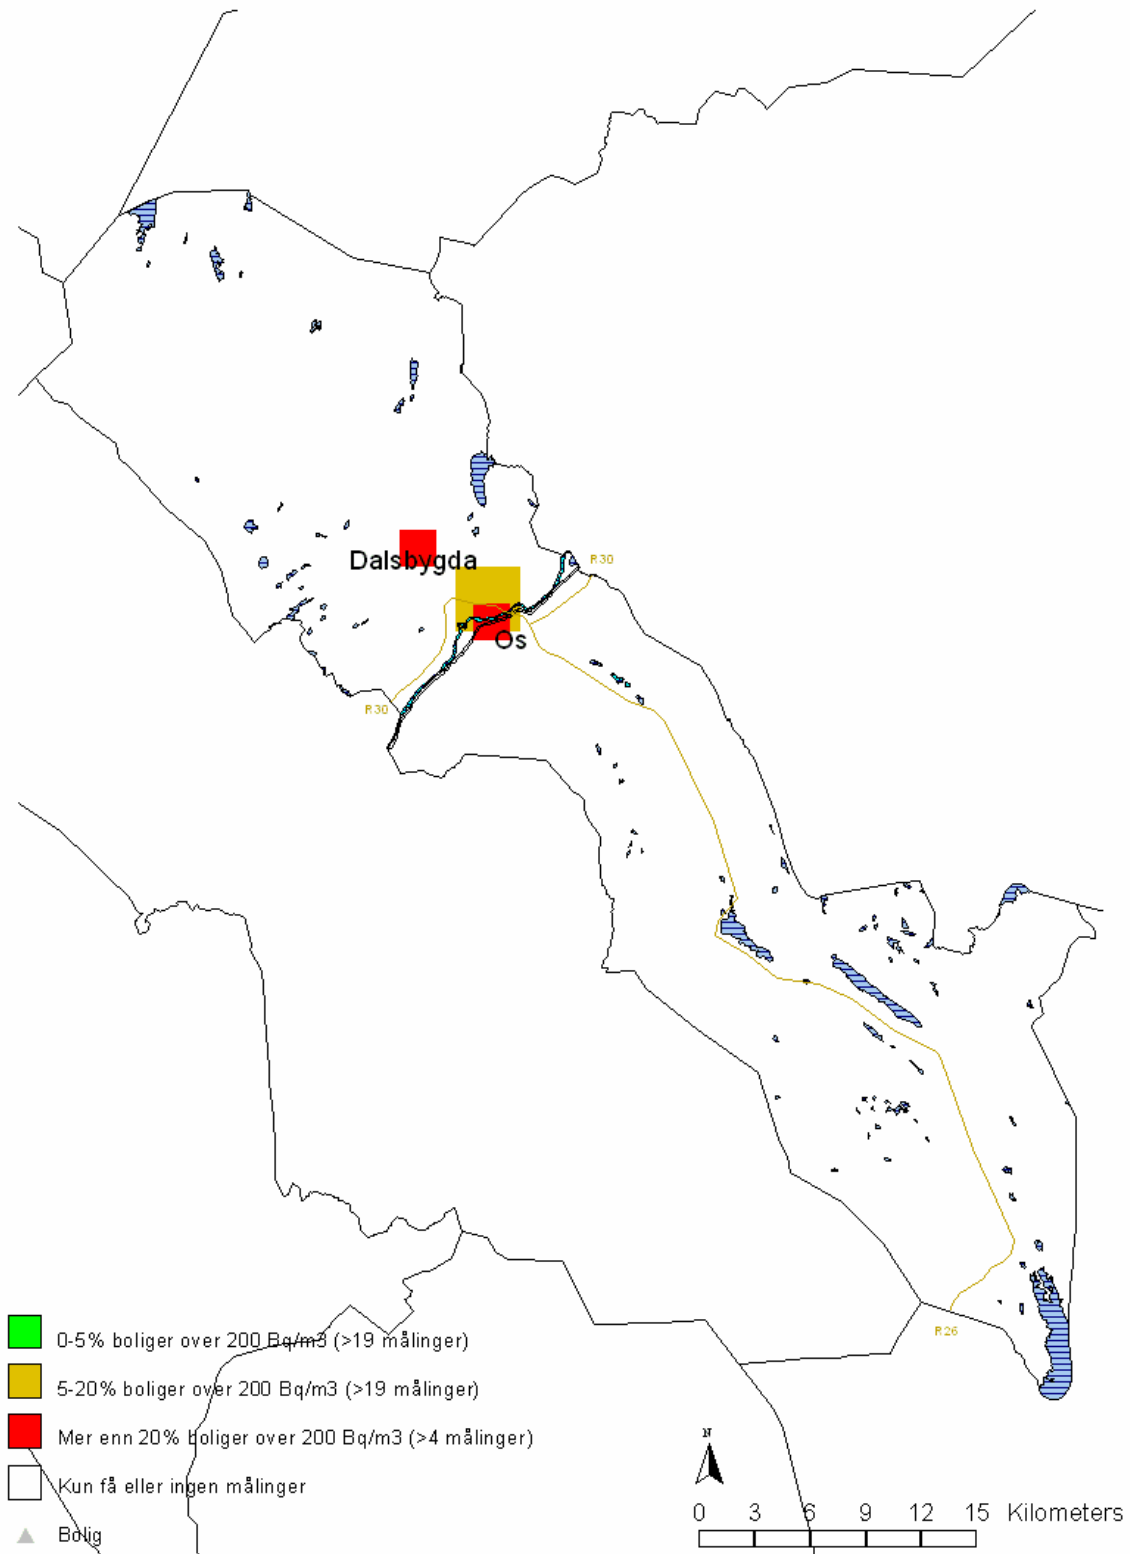 R30
Dalsbygda
Os
R30
R26
0-5% boliger over 200 Bq/m3 (>19 målinger)
5-20% boliger over 200 Bq/m3 (>19 målinger)
Mer enn 20% boliger over 200 Bq/m3 (>4 målinger)
Kun få eller ingen målinger
Bolig
N
0 3 6 9 12 15 Kilometers